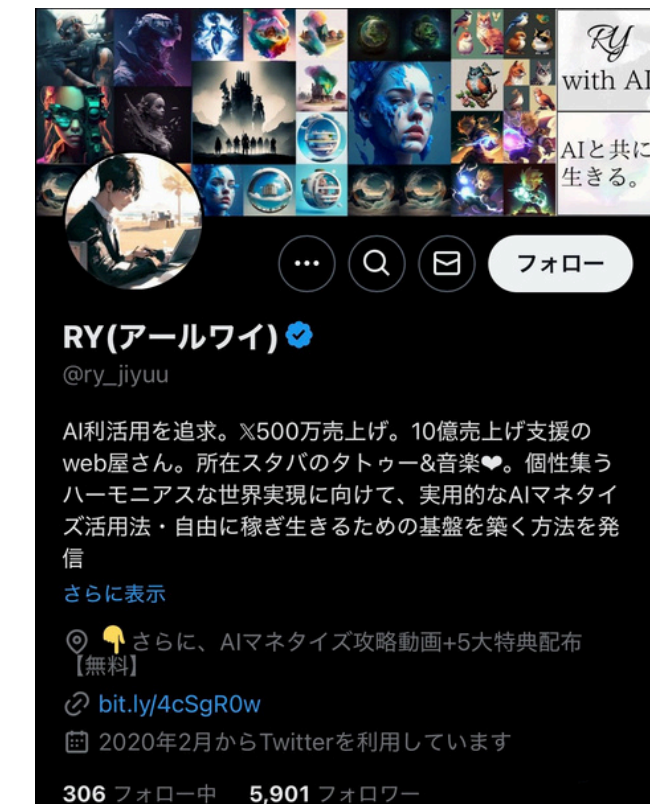 RY
with AI
AIと共に
生きる。
フォロー
RY(アールワイ)
@ry_jiyuu
AI利活用を追求。𝕏500万売上げ。10億売上げ支援の
web屋さん。所在スタバのタトゥー&音楽❤。個性集う
ハーモニアスな世界実現に向けて、実用的なAIマネタイ
ズ活用法・自由に稼ぎ生きるための基盤を築く方法を発
信
さらに表示
👇さらに、AIマネタイズ攻略動画+5大特典配布
【無料】
bit.ly/4cSgR0w
2020年2月からTwitterを利用しています
306 フォロー中 5,901 フォロワー